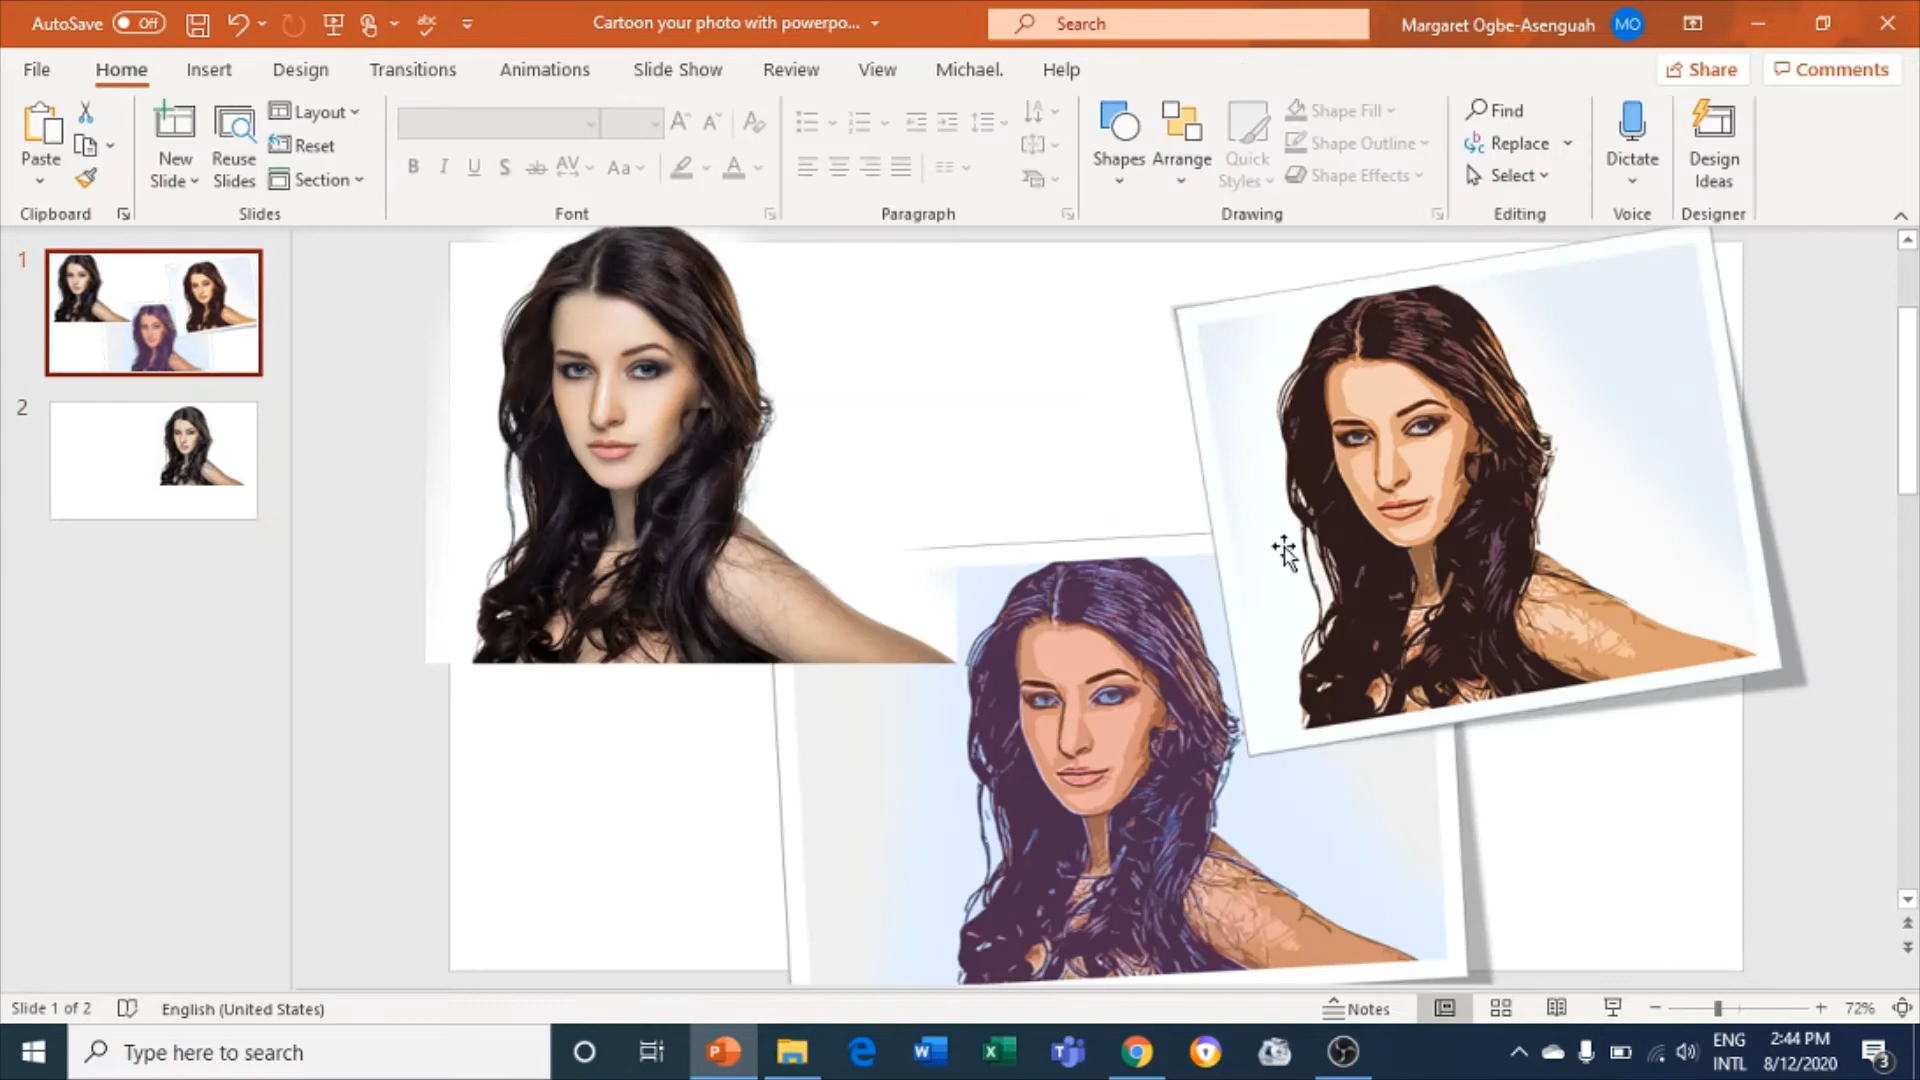 AutoSave Off
Cartoon your photo with powerpo...
Search
Margaret Ogbe-Asenguah MO
File Home Insert Design Transitions Animations Slide Show Review View Michael. Help Share Comments
Paste
Clipboard
New Slide
Reuse Slides
Layout
Reset
Section
Slides
B I U S ab AV Aa A
Font
Paragraph
Shapes
Arrange
Quick Styles
Shape Fill
Shape Outline
Shape Effects
Drawing
Find
Replace
Select
Editing
Dictate
Voice
Design Ideas
Designer
1
2
Slide 1 of 2 English (United States) Notes 72%
Type here to search
ENG INTL
2:44 PM
8/12/2020
3